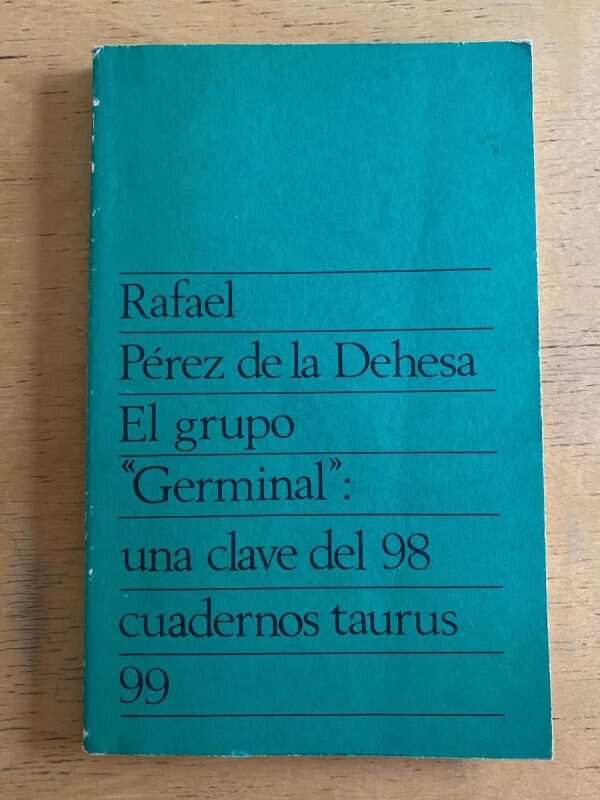 Rafael
Pérez de la Dehesa
El grupo
“Germinal”:
una clave del 98
cuadernos taurus
99